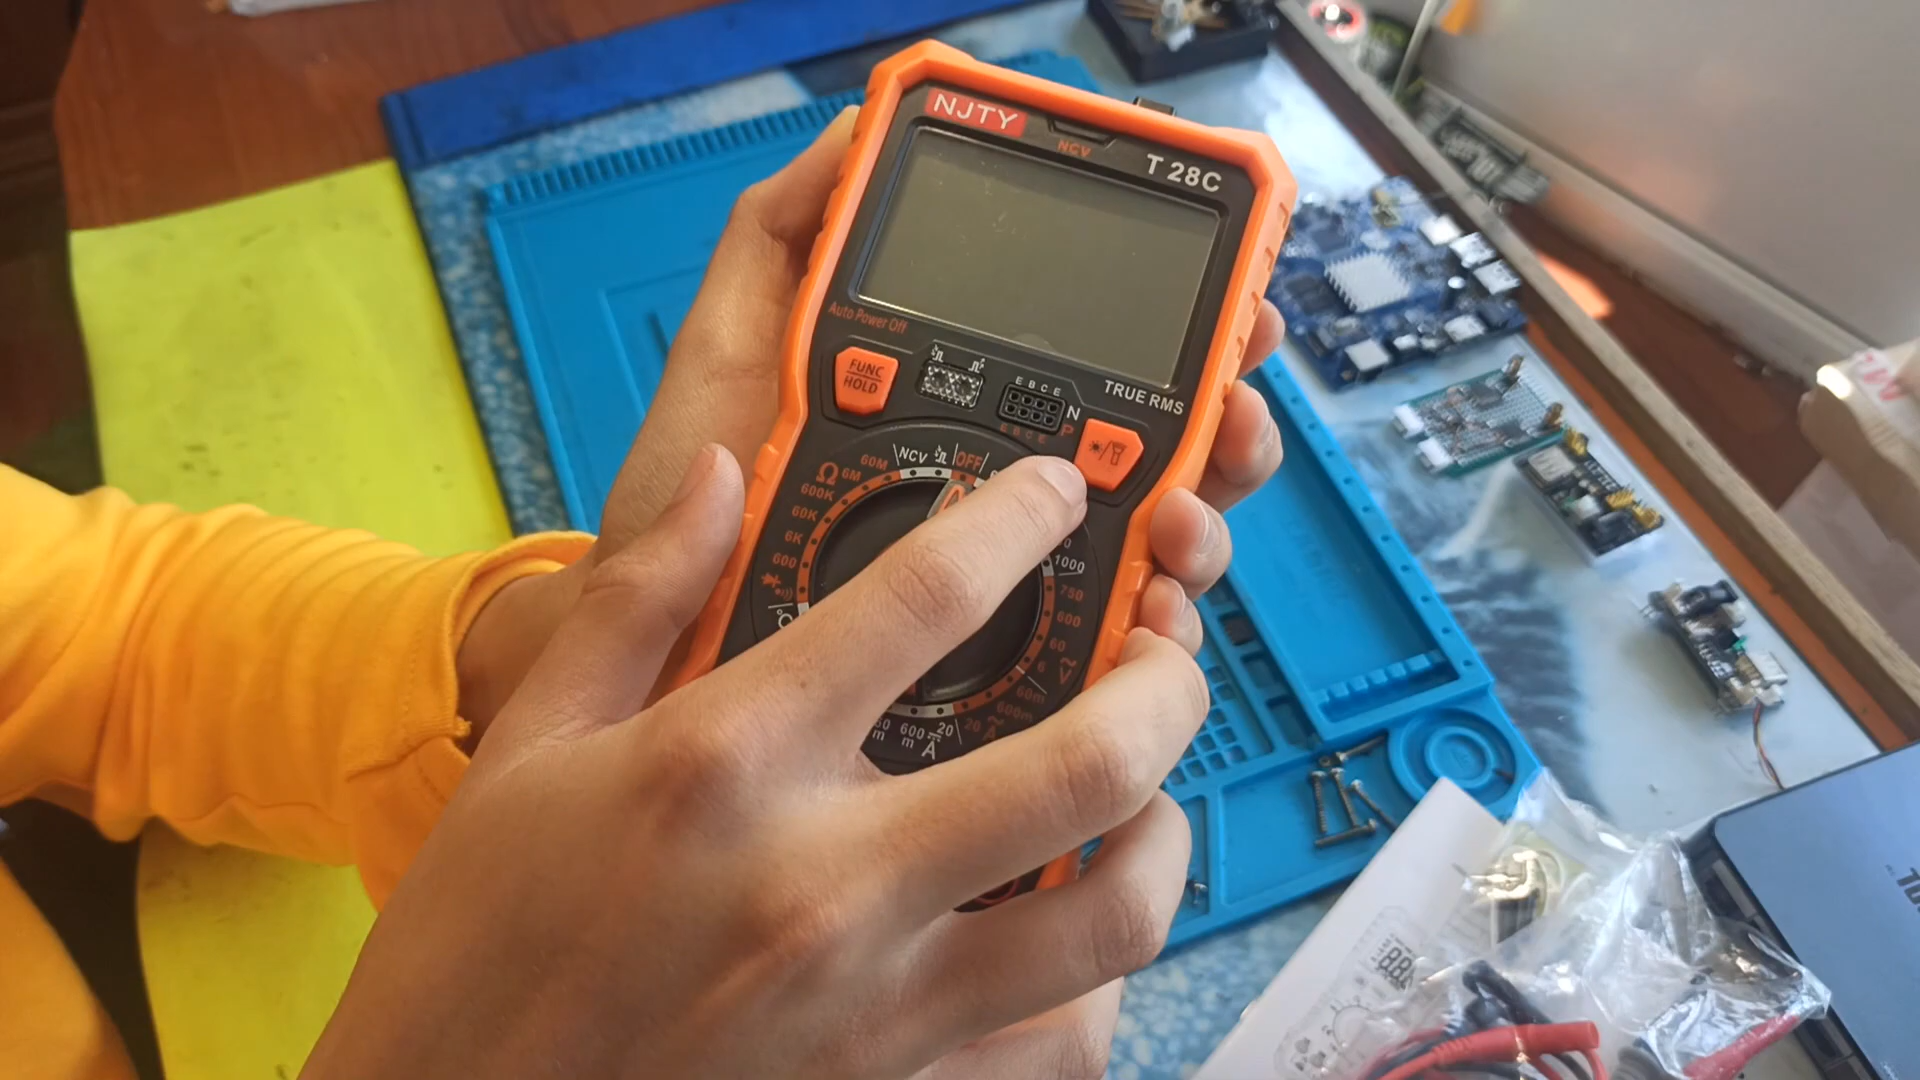 NJTY
NCV
T 28C
Auto Power Off
FUNC
HOLD
TRUE RMS
E B C E
N
P
E B C E
NCV
OFF
Ω
60M
6M
600K
60K
6K
600
℃
1000
750
600
60
6
V
60m
600m
20
A
20
600
m
A
m